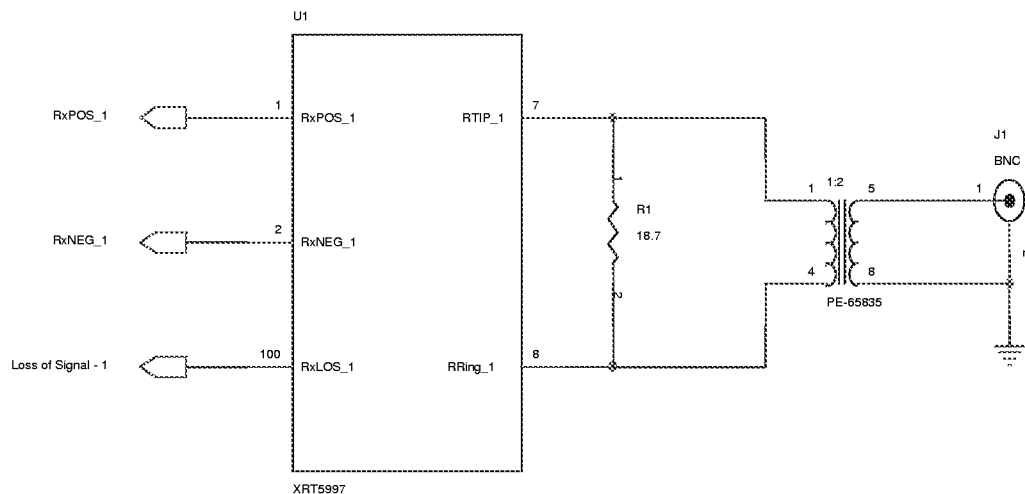 U1
1
7
RxPOS_1
RxPOS_1
RTIP_1
J1
BNC
1
1:2
5
1
1
R1
18.7
2
RxNEG_1
RxNEG_1
4
8
PE-65835
2
100
8
Loss of Signal - 1
RxLOS_1
RRing_1
XRT5997